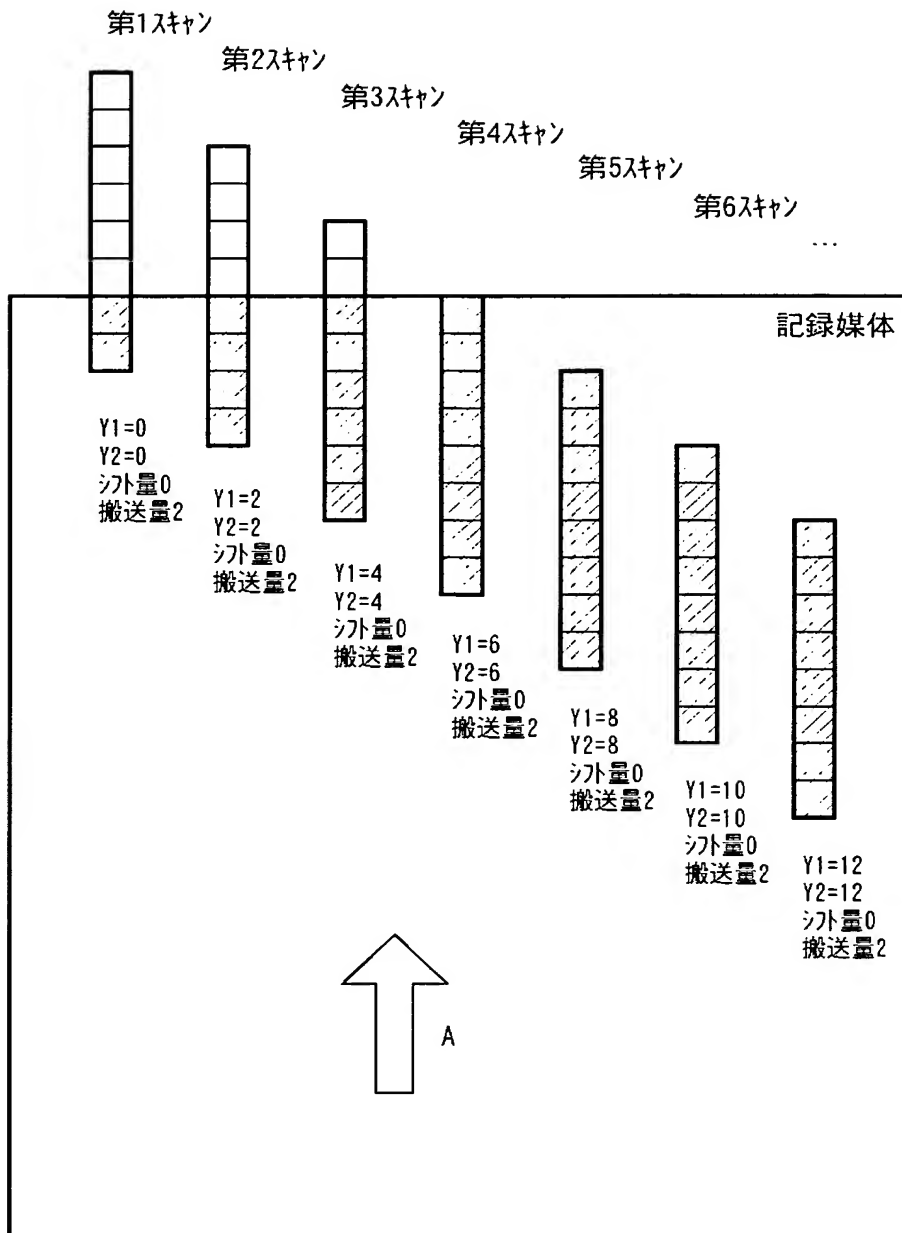 第1スキャン
第2スキャン
第3スキャン
第4スキャン
第5スキャン
第6スキャン
…
記録媒体
Y1=0
Y2=0
シフト量0
搬送量2
Y1=2
Y2=2
シフト量0
搬送量2
Y1=4
Y2=4
シフト量0
搬送量2
Y1=6
Y2=6
シフト量0
搬送量2
Y1=8
Y2=8
シフト量0
搬送量2
Y1=10
Y2=10
シフト量0
搬送量2
Y1=12
Y2=12
シフト量0
搬送量2
A